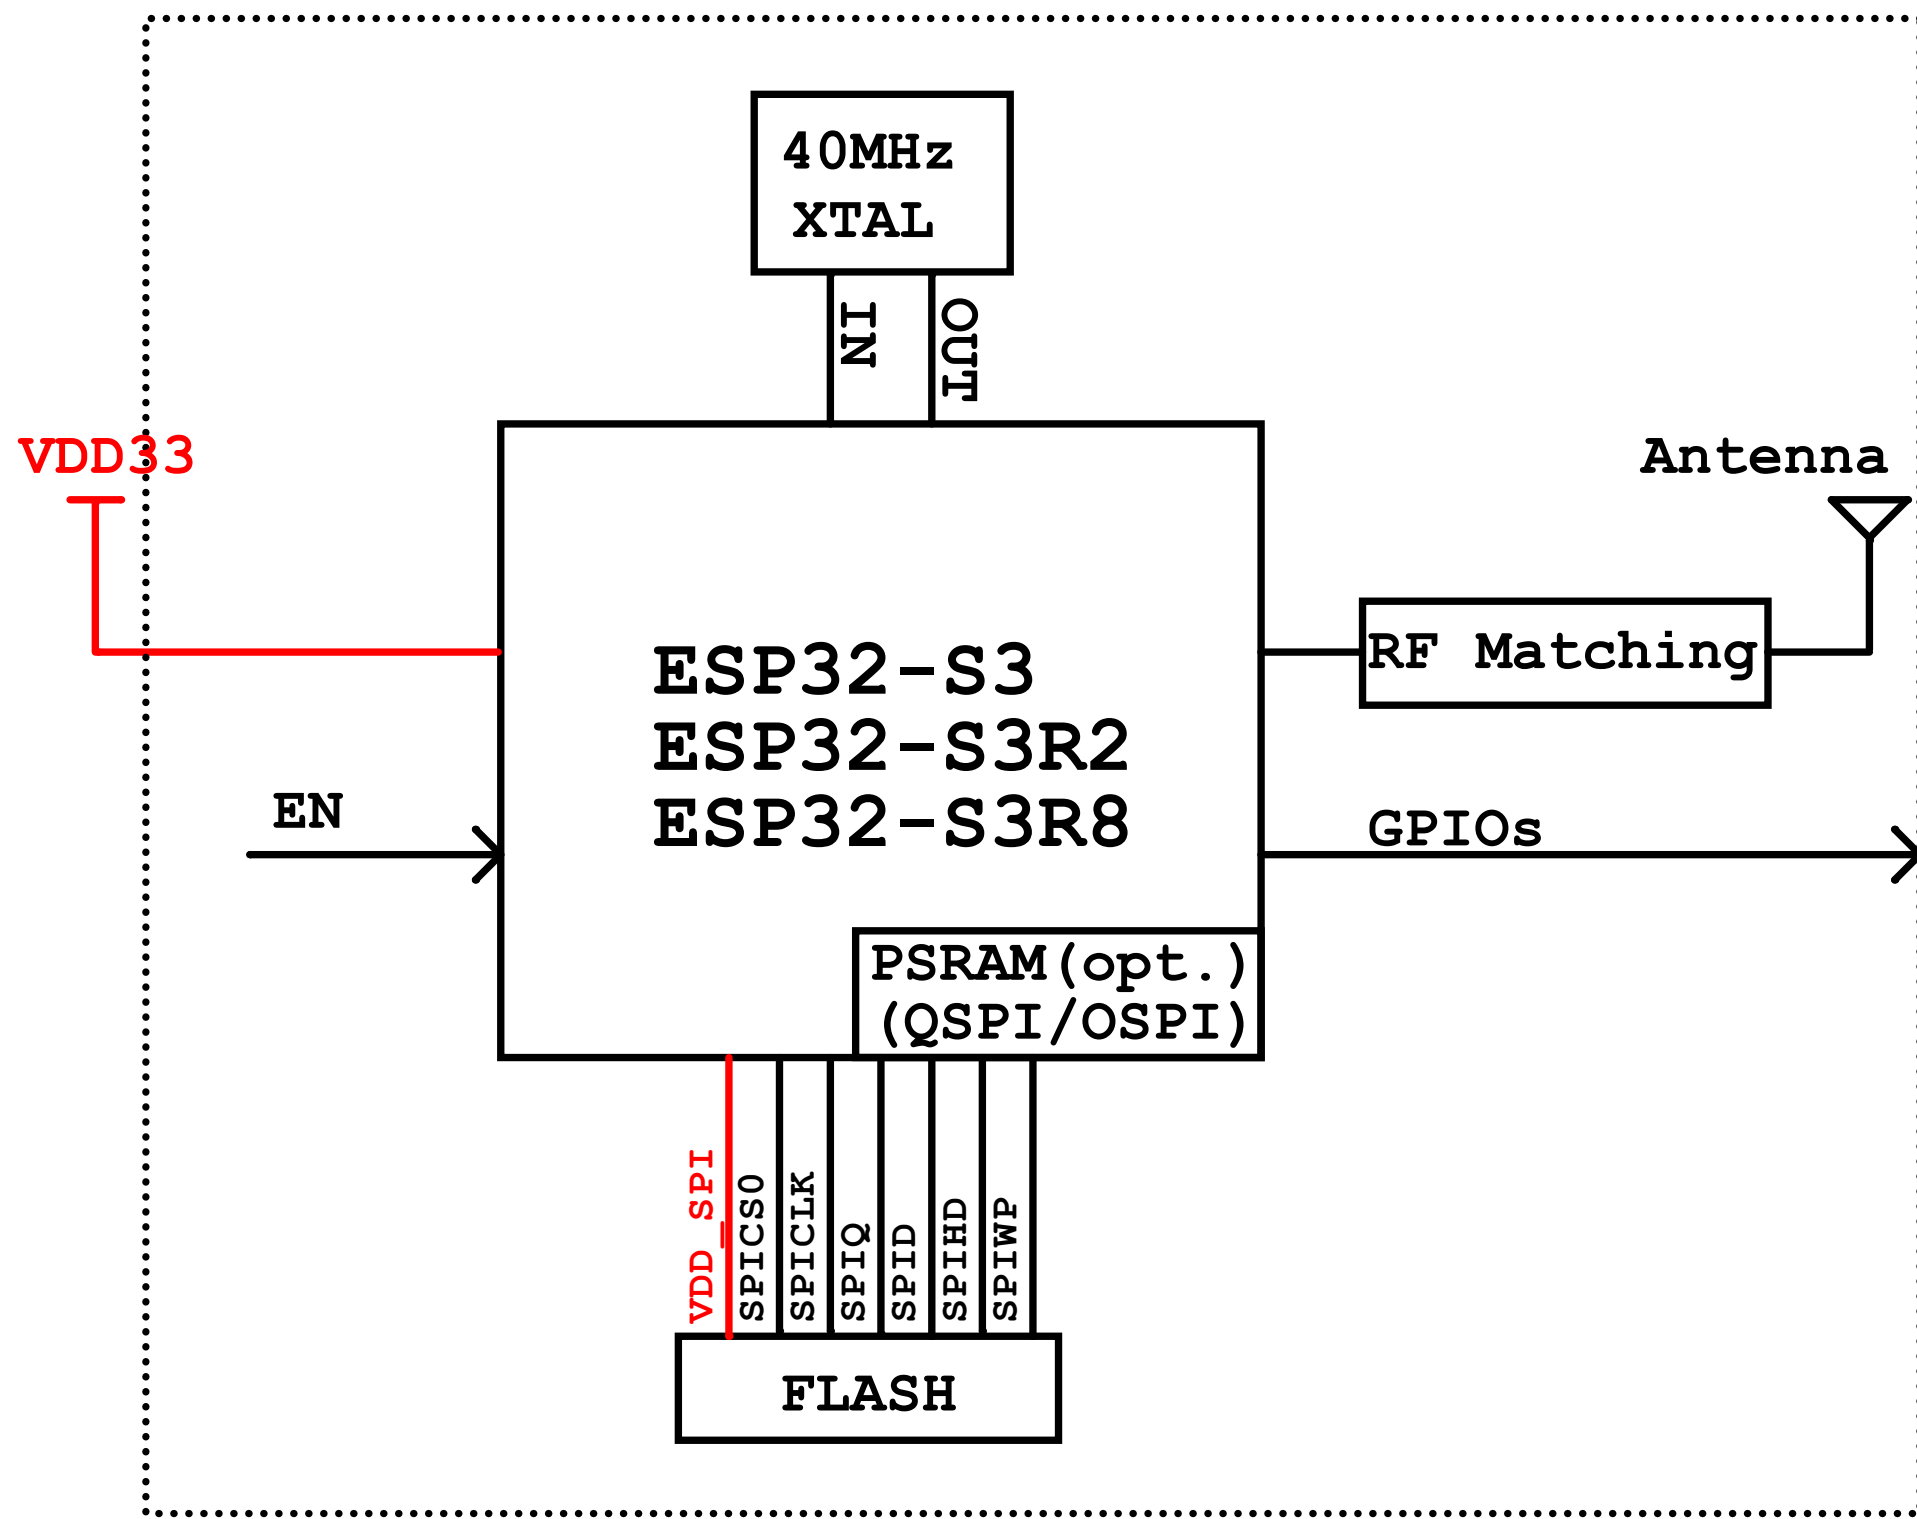 40MHz
XTAL
IN
OUT
VDD33
Antenna
ESP32-S3
ESP32-S3R2
ESP32-S3R8
RF Matching
EN
GPIOs
PSRAM(opt.)
(QSPI/OSPI)
VDD_SPI
SPICS0
SPICLK
SPIQ
SPID
SPIHD
SPIWP
FLASH